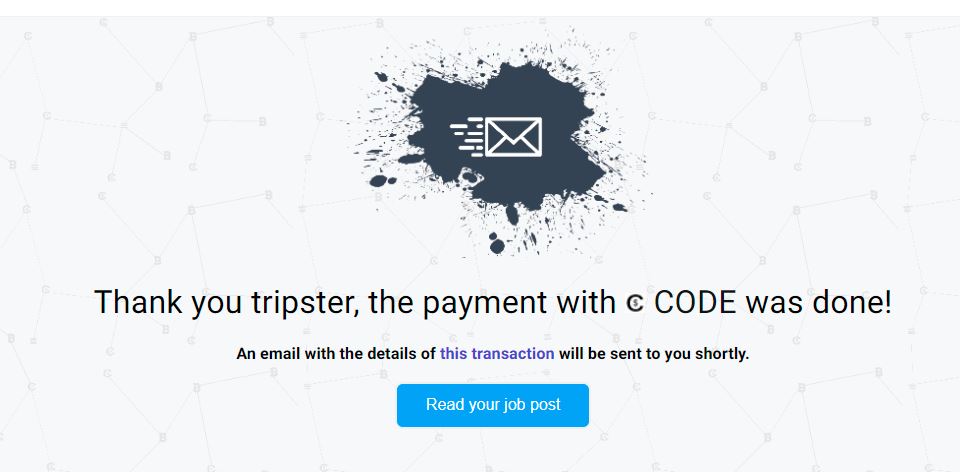 Thank you tripster, the payment with CODE was done!
An email with the details of this transaction will be sent to you shortly.
Read your job post